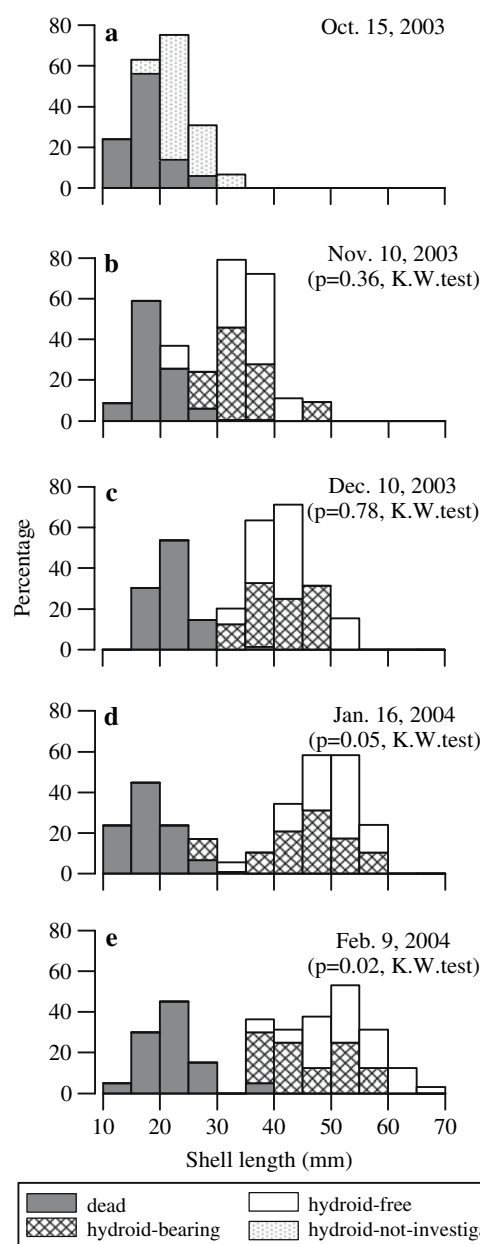 a
Oct. 15, 2003
80
60
40
20
0
b
Nov. 10, 2003
(p=0.36, K.W.test)
80
60
40
20
0
c
Dec. 10, 2003
(p=0.78, K.W.test)
80
60
40
20
0
Percentage
d
Jan. 16, 2004
(p=0.05, K.W.test)
80
60
40
20
0
e
Feb. 9, 2004
(p=0.02, K.W.test)
80
60
40
20
0
10 20 30 40 50 60 70
Shell length (mm)
dead
hydroid-free
hydroid-bearing
hydroid-not-investiga